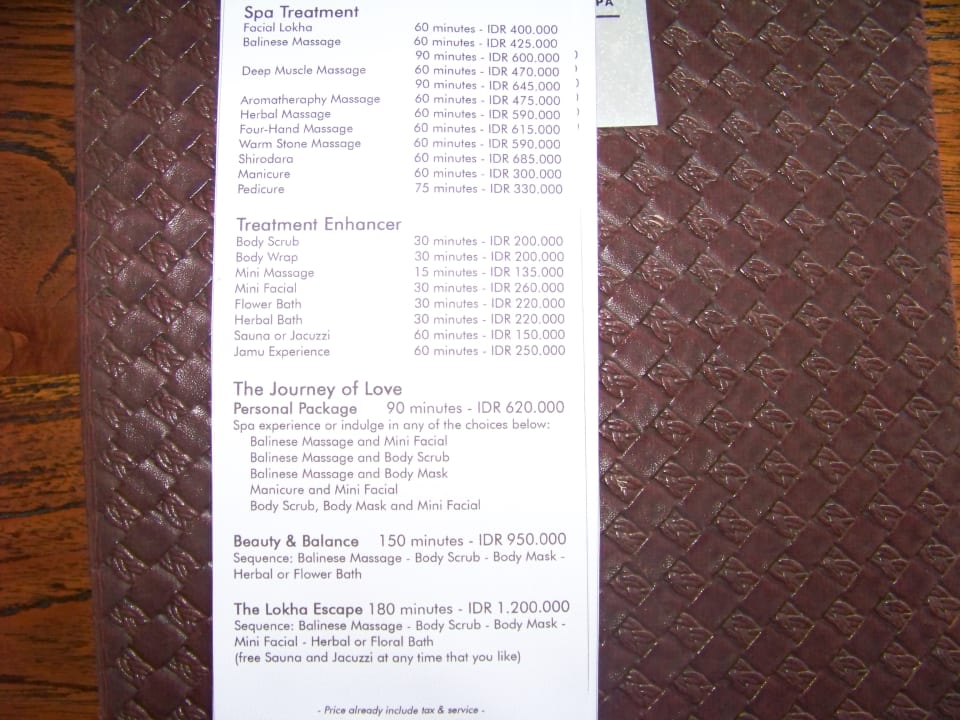 Spa Treatment
Facial Lokha 60 minutes - IDR 400.000
Balinese Massage 60 minutes - IDR 425.000
90 minutes - IDR 600.000
Deep Muscle Massage 60 minutes - IDR 470.000
90 minutes - IDR 645.000
Aromatheraphy Massage 60 minutes - IDR 475.000
Herbal Massage 60 minutes - IDR 590.000
Four-Hand Massage 60 minutes - IDR 615.000
Warm Stone Massage 60 minutes - IDR 590.000
Shirodara 60 minutes - IDR 685.000
Manicure 60 minutes - IDR 300.000
Pedicure 75 minutes - IDR 330.000
Treatment Enhancer
Body Scrub 30 minutes - IDR 200.000
Body Wrap 30 minutes - IDR 200.000
Mini Massage 15 minutes - IDR 135.000
Mini Facial 30 minutes - IDR 260.000
Flower Bath 30 minutes - IDR 220.000
Herbal Bath 30 minutes - IDR 220.000
Sauna or Jacuzzi 60 minutes - IDR 150.000
Jamu Experience 60 minutes - IDR 250.000
The Journey of Love
Personal Package 90 minutes - IDR 620.000
Spa experience or indulge in any of the choices below:
Balinese Massage and Mini Facial
Balinese Massage and Body Scrub
Balinese Massage and Body Mask
Manicure and Mini Facial
Body Scrub, Body Mask and Mini Facial
Beauty & Balance 150 minutes - IDR 950.000
Sequence: Balinese Massage - Body Scrub - Body Mask -
Herbal or Flower Bath
The Lokha Escape 180 minutes - IDR 1.200.000
Sequence: Balinese Massage - Body Scrub - Body Mask -
Mini Facial - Herbal or Floral Bath
(free Sauna and Jacuzzi at any time that you like)
- Price already include tax & service -